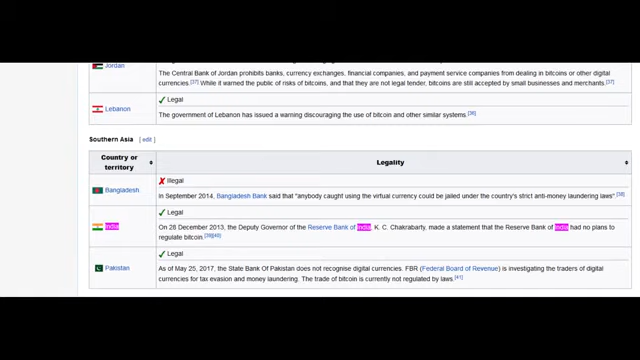 Jordan
The Central Bank of Jordan prohibits banks, currency exchanges, financial companies, and payment service companies from dealing in bitcoins or other digital
currencies.[37] While it warned the public of risks of bitcoins, and that they are not legal tender, bitcoins are still accepted by small businesses and merchants.[37]
Legal
Lebanon
The government of Lebanon has issued a warning discouraging the use of bitcoin and other similar systems.[36]
Southern Asia [ edit ]
Country or
territory
Legality
Illegal
Bangladesh
In September 2014, Bangladesh Bank said that "anybody caught using the virtual currency could be jailed under the country's strict anti-money laundering laws".[38]
Legal
India
On 28 December 2013, the Deputy Governor of the Reserve Bank of India, K. C. Chakrabarty, made a statement that the Reserve Bank of India had no plans to
regulate bitcoin.[39][40]
Legal
Pakistan
As of May 25, 2017, the State Bank Of Pakistan does not recognise digital currencies. FBR (Federal Board of Revenue) is investigating the traders of digital
currencies for tax evasion and money laundering. The trade of bitcoin is currently not regulated by laws.[41]